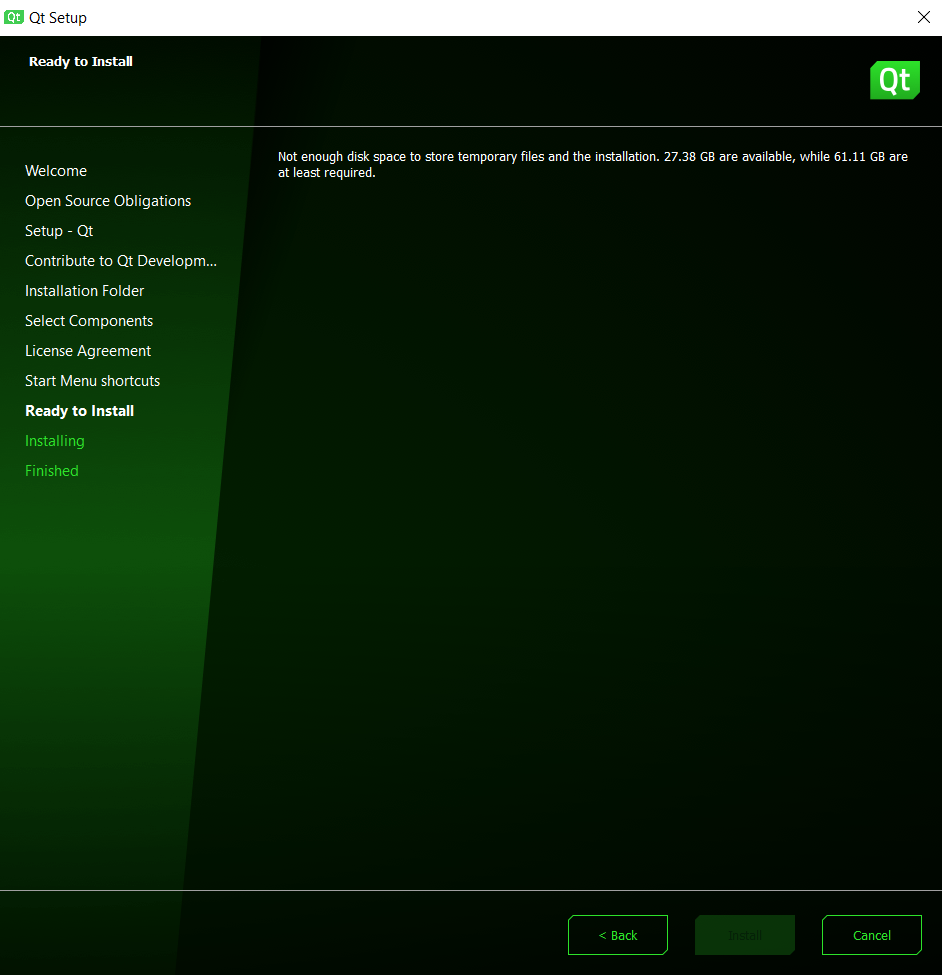 Qt Qt Setup
Ready to Install
Qt
Welcome
Open Source Obligations
Setup - Qt
Contribute to Qt Developm...
Installation Folder
Select Components
License Agreement
Start Menu shortcuts
Ready to Install
Installing
Finished
Not enough disk space to store temporary files and the installation. 27.38 GB are available, while 61.11 GB are
at least required.
< Back
Install
Cancel